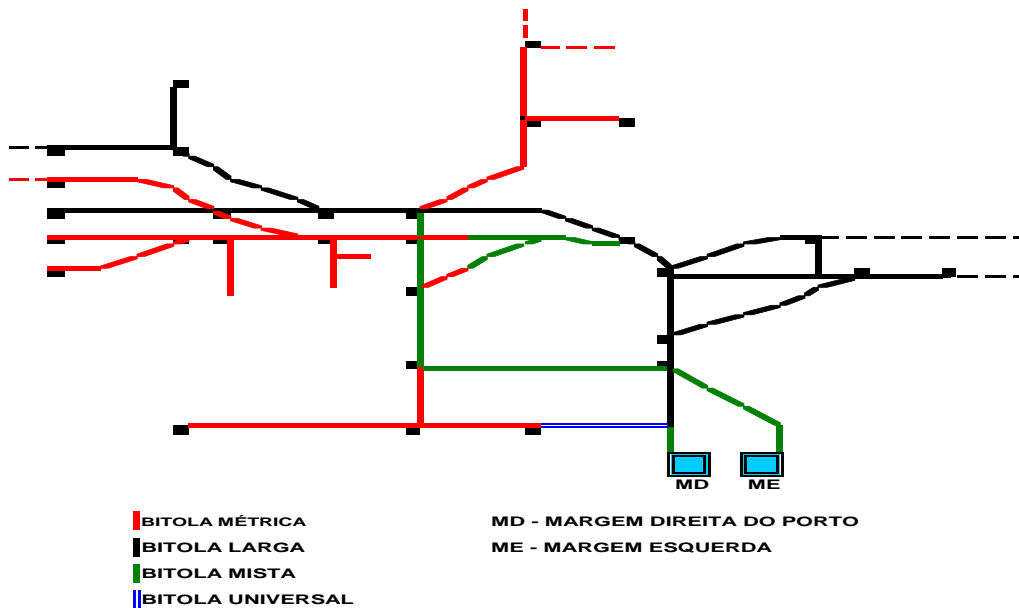 MD ME
BITOLA MÉTRICA
BITOLA LARGA
BITOLA MISTA
BITOLA UNIVERSAL
MD - MARGEM DIREITA DO PORTO
ME - MARGEM ESQUERDA